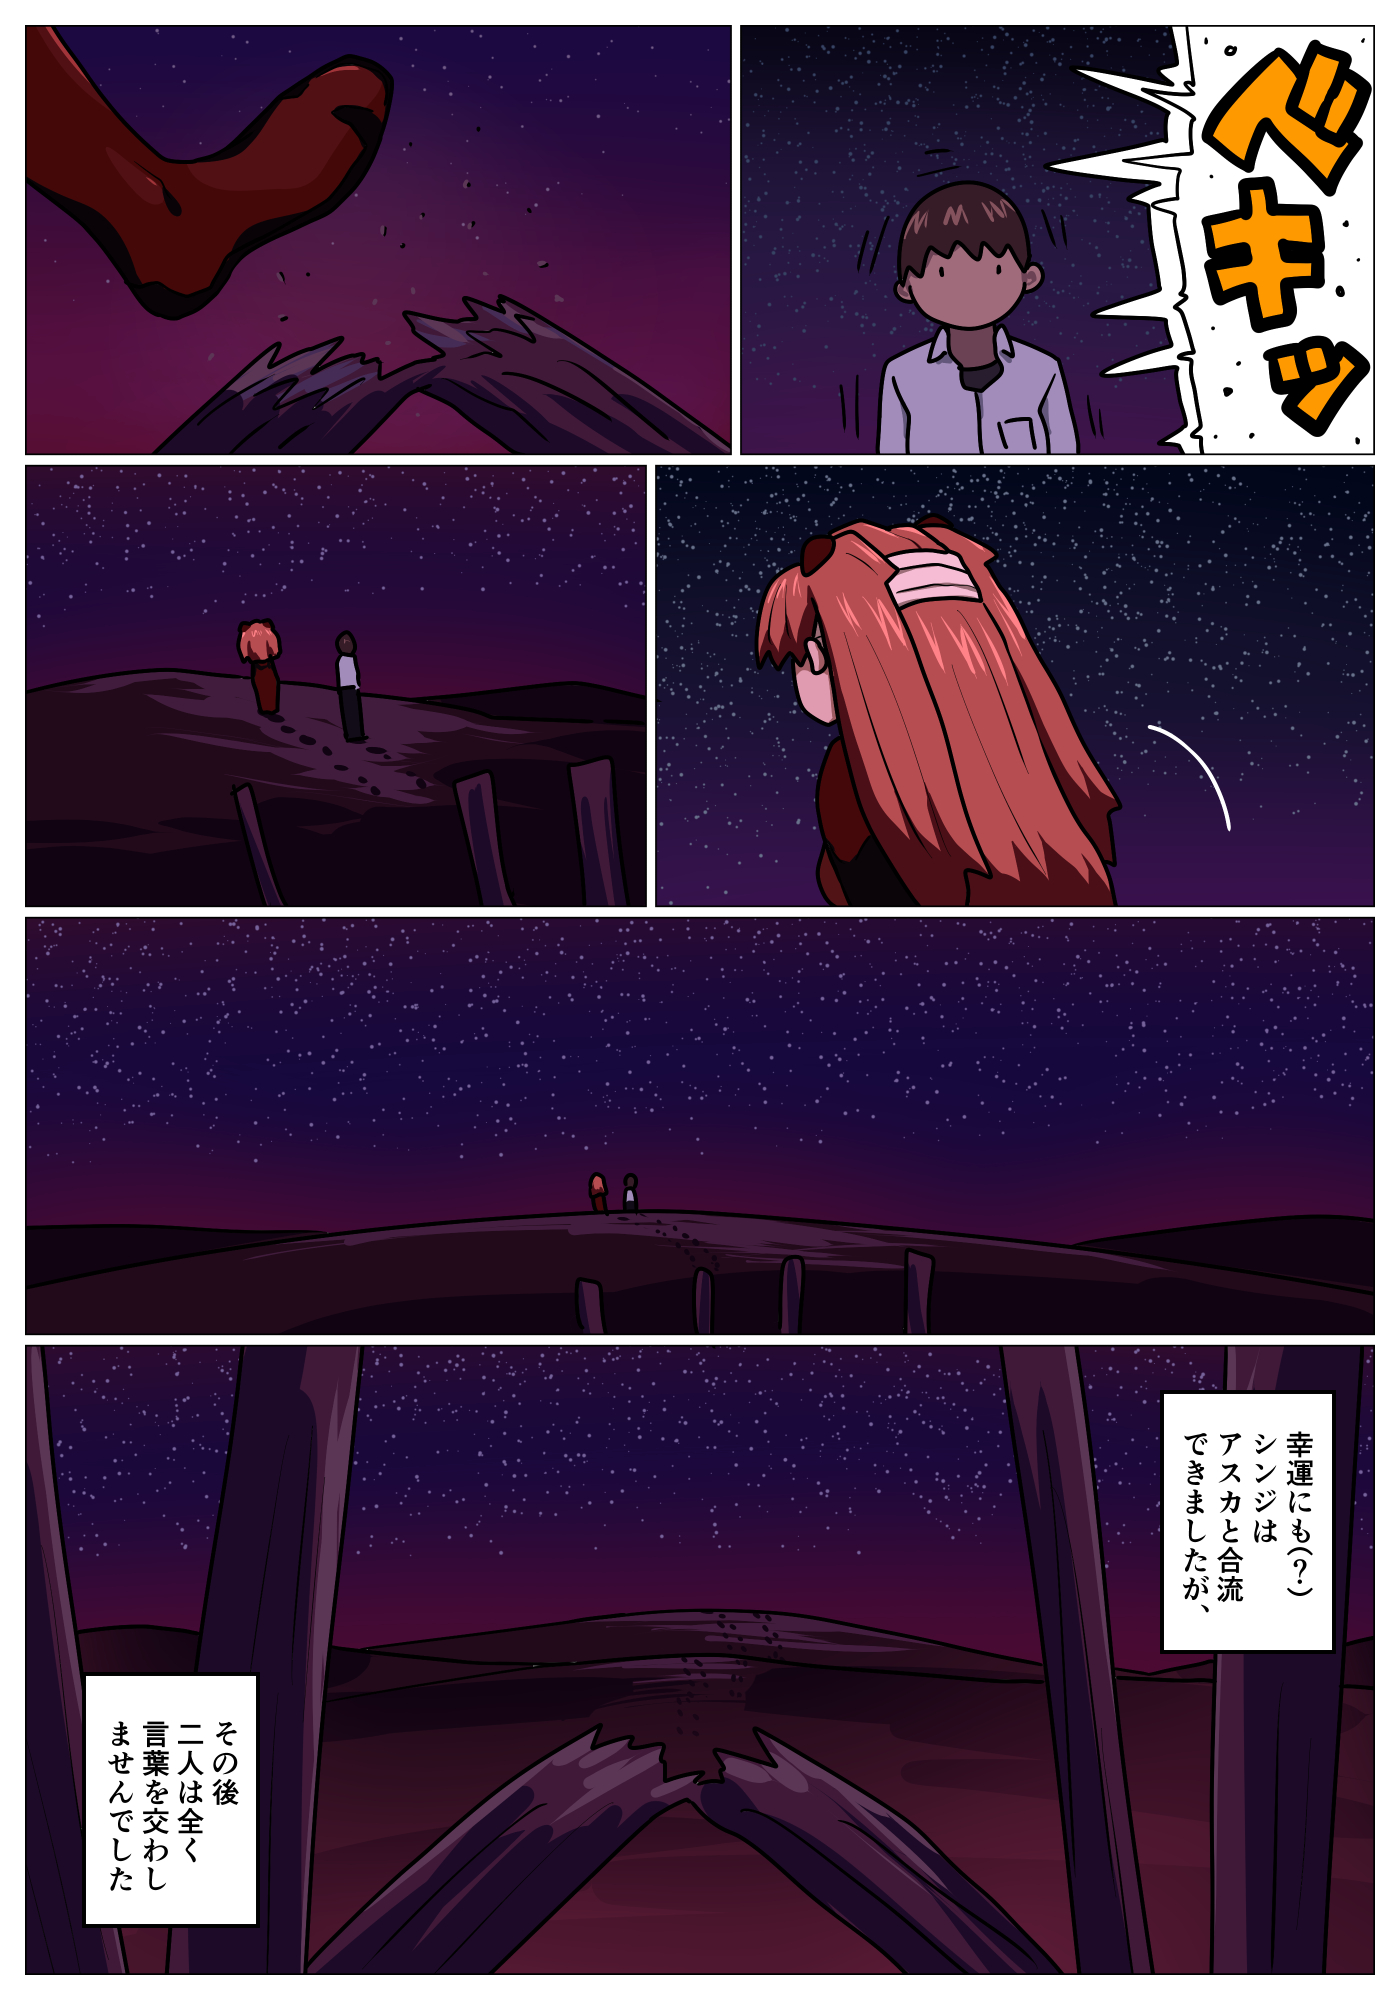 べキッ
幸運にも(?)
シンジは
アスカと合流
できましたが、
その後
二人は全く
言葉を交わし
ませんでした